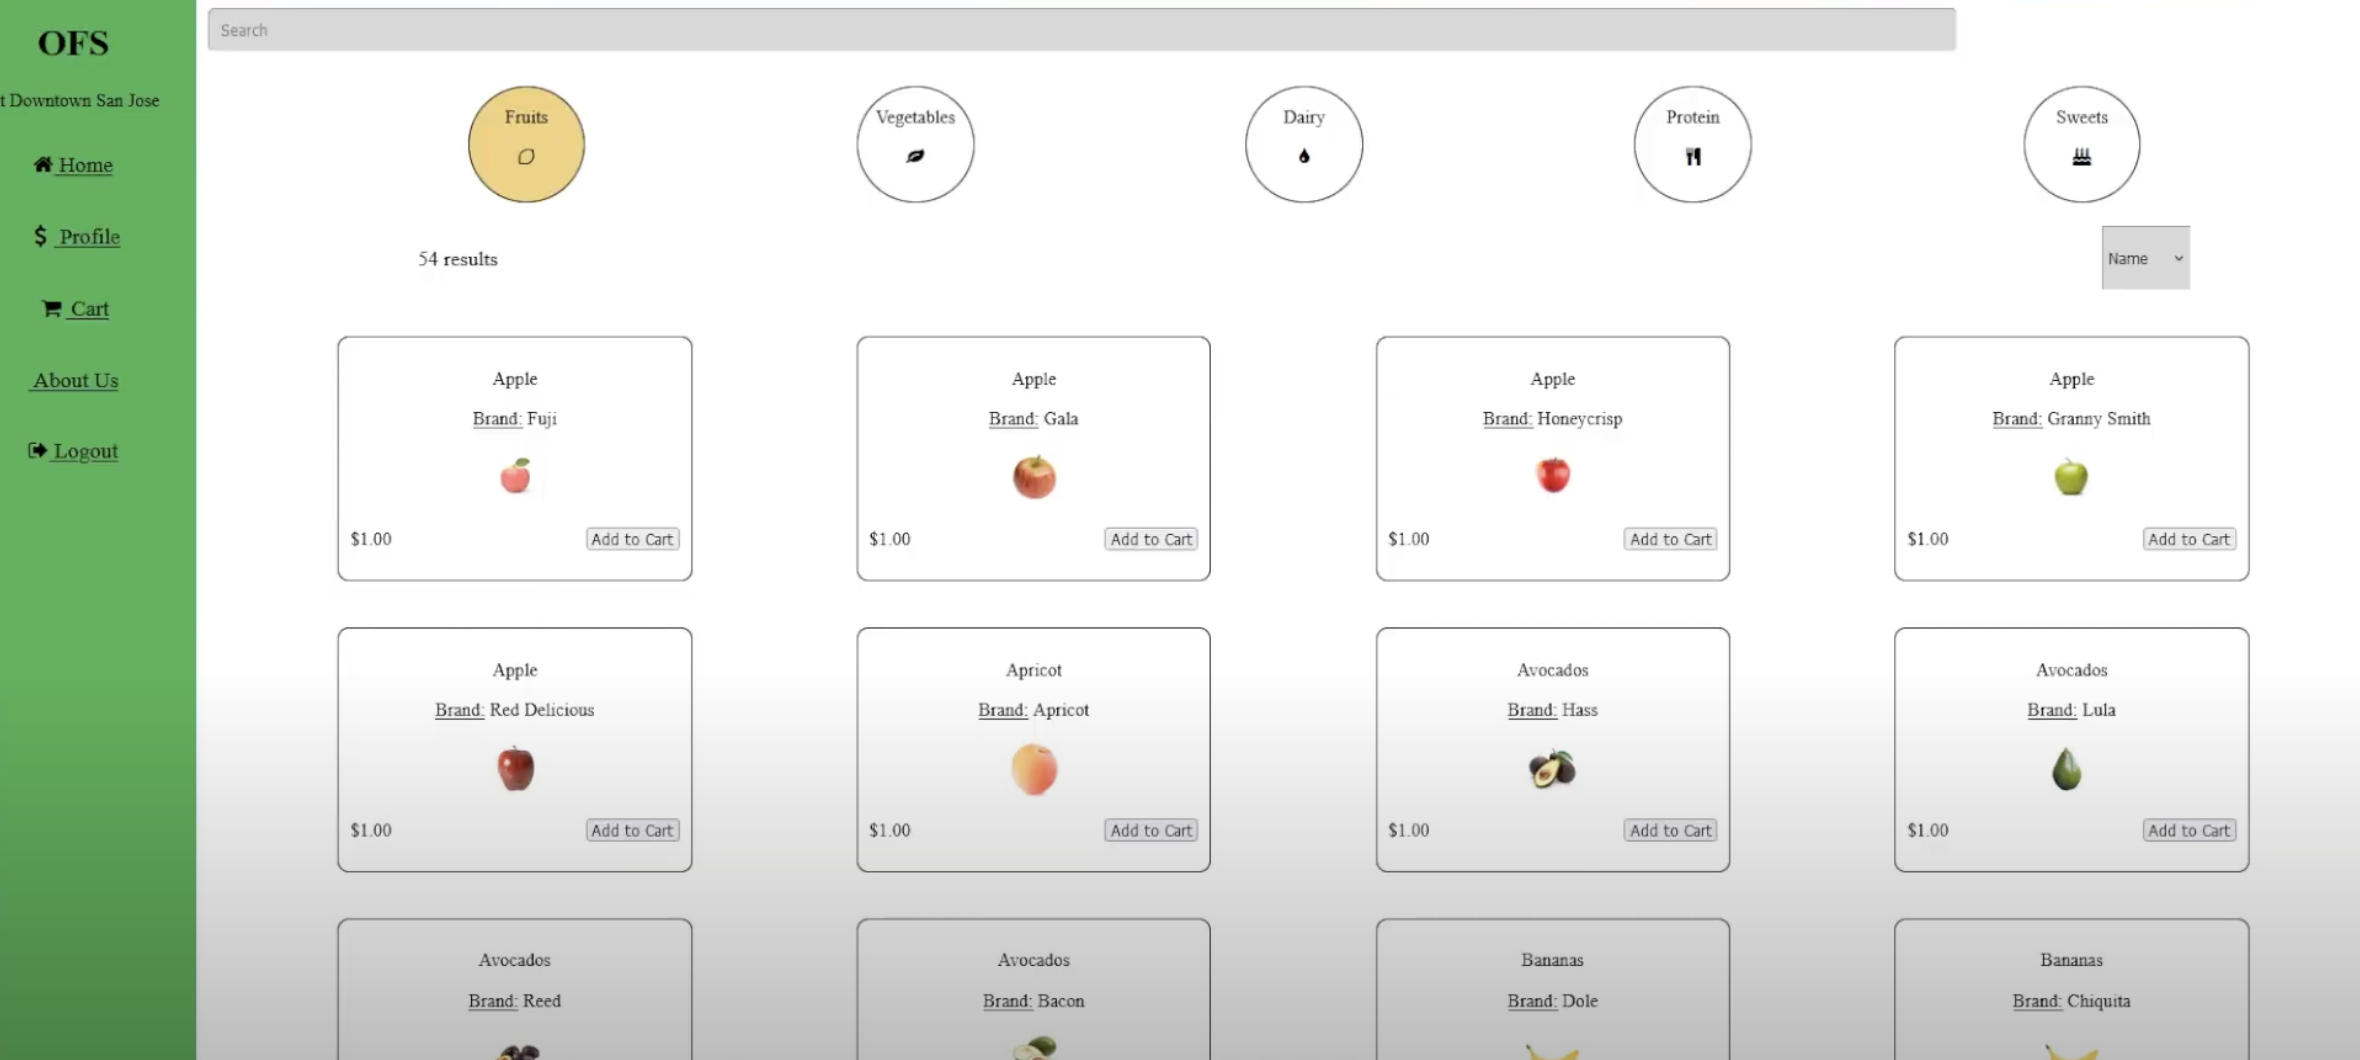 OFS
t Downtown San Jose
Home
Profile
Cart
About Us
Logout
Search
Fruits
Vegetables
Dairy
Protein
Sweets
54 results
Name
Apple
Brand: Fuji
$1.00
Add to Cart
Apple
Brand: Gala
$1.00
Add to Cart
Apple
Brand: Honeycrisp
$1.00
Add to Cart
Apple
Brand: Granny Smith
$1.00
Add to Cart
Apple
Brand: Red Delicious
$1.00
Add to Cart
Apricot
Brand: Apricot
$1.00
Add to Cart
Avocados
Brand: Hass
$1.00
Add to Cart
Avocados
Brand: Lula
$1.00
Add to Cart
Avocados
Brand: Reed
Avocados
Brand: Bacon
Bananas
Brand: Dole
Bananas
Brand: Chiquita